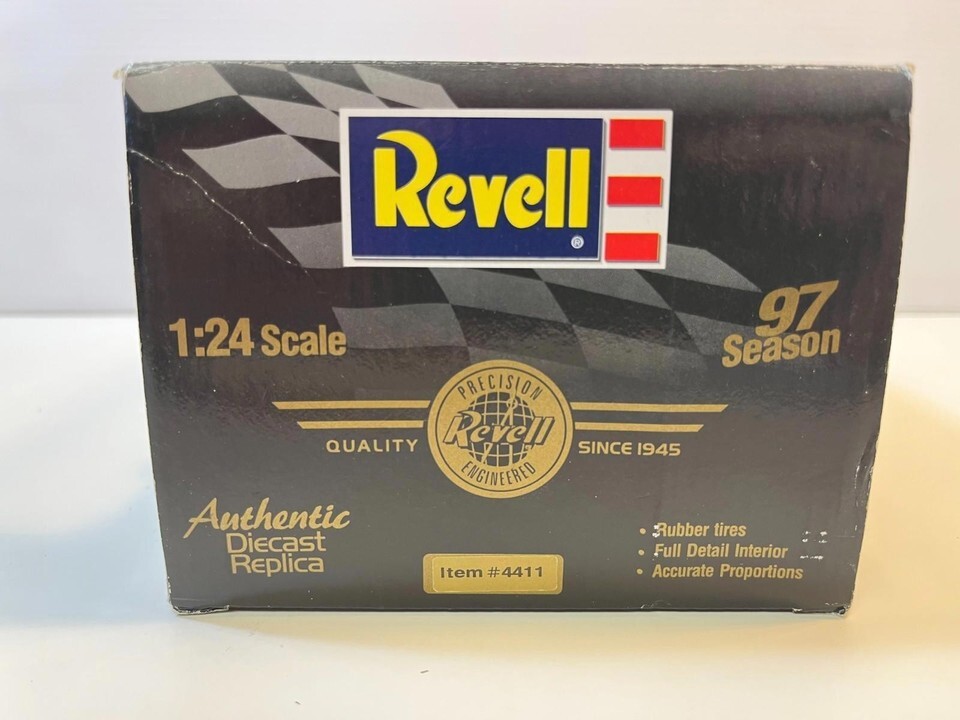 Revell
®
1:24 Scale
97
Season
PRECISION
Revell
ENGINEERED
QUALITY
SINCE 1945
Authentic
Diecast
Replica
Item #4411
• Rubber tires
• Full Detail Interior
• Accurate Proportions